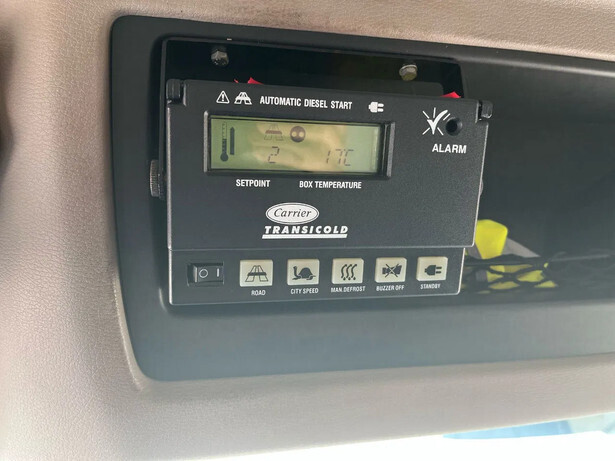 AUTOMATIC DIESEL START
2 17C
ALARM
SETPOINT BOX TEMPERATURE
Carrier
TRANSICOLD
O I
ROAD CITY SPEED MAN.DEFROST BUZZER OFF STANDBY